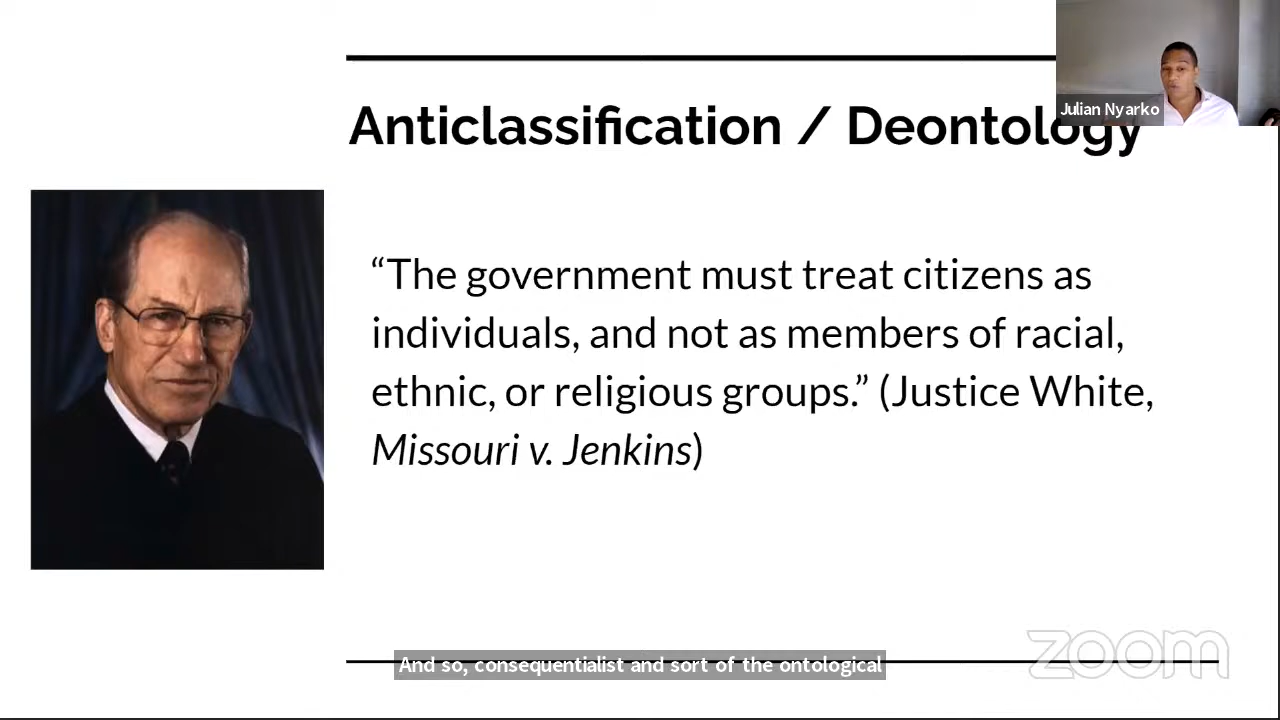 Julian Nyarko
Anticlassification / Deontology
“The government must treat citizens as
individuals, and not as members of racial,
ethnic, or religious groups.” (Justice White,
Missouri v. Jenkins)
And so, consequentialist and sort of the ontological
zoom